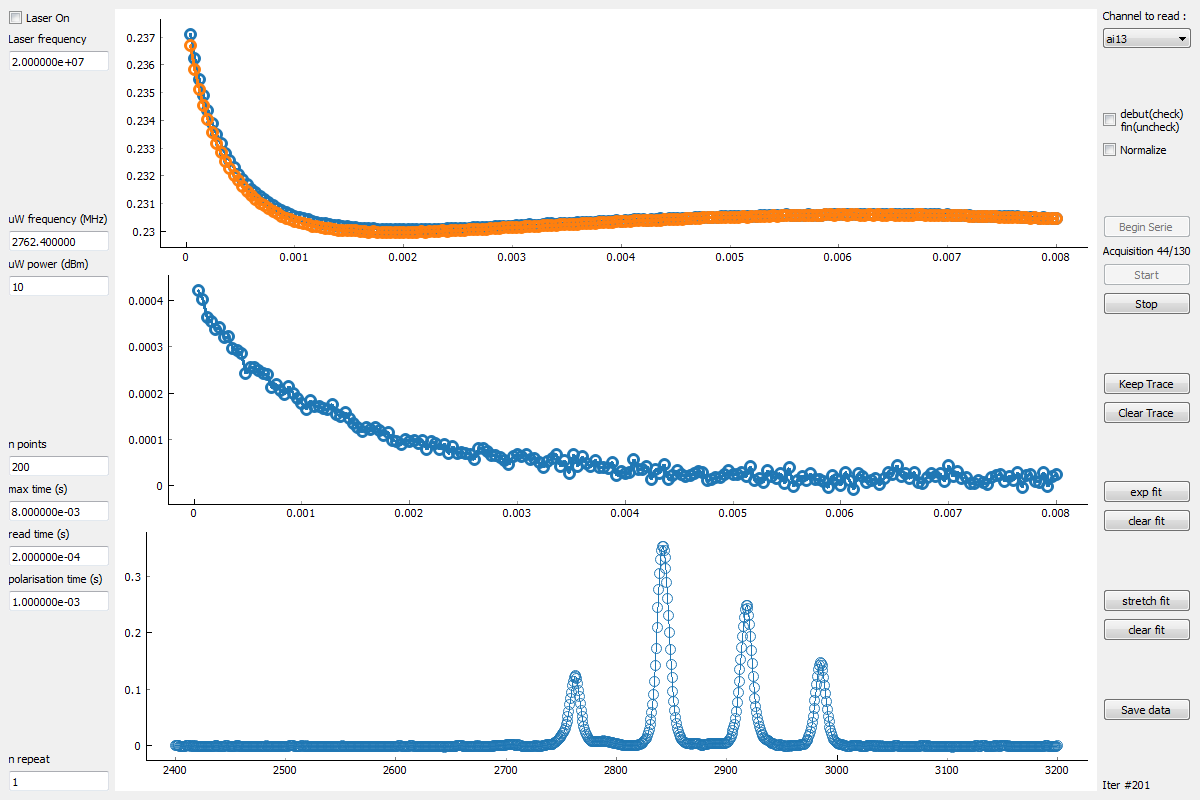 Laser On
Laser frequency
2.000000e+07
uW frequency (MHz)
2762.400000
uW power (dBm)
10
n points
200
max time (s)
8.000000e-03
read time (s)
2.000000e-04
polarisation time (s)
1.000000e-03
n repeat
1
0.237
0.236
0.235
0.234
0.233
0.232
0.231
0.23
0 0.001 0.002 0.003 0.004 0.005 0.006 0.007 0.008
0.0004
0.0003
0.0002
0.0001
0
0 0.001 0.002 0.003 0.004 0.005 0.006 0.007 0.008
0.3
0.2
0.1
0
2400 2500 2600 2700 2800 2900 3000 3100 3200
Channel to read :
ai13
debut(check)
fin(uncheck)
Normalize
Begin Serie
Acquisition 44/130
Start
Stop
Keep Trace
Clear Trace
exp fit
clear fit
stretch fit
clear fit
Save data
Iter #201